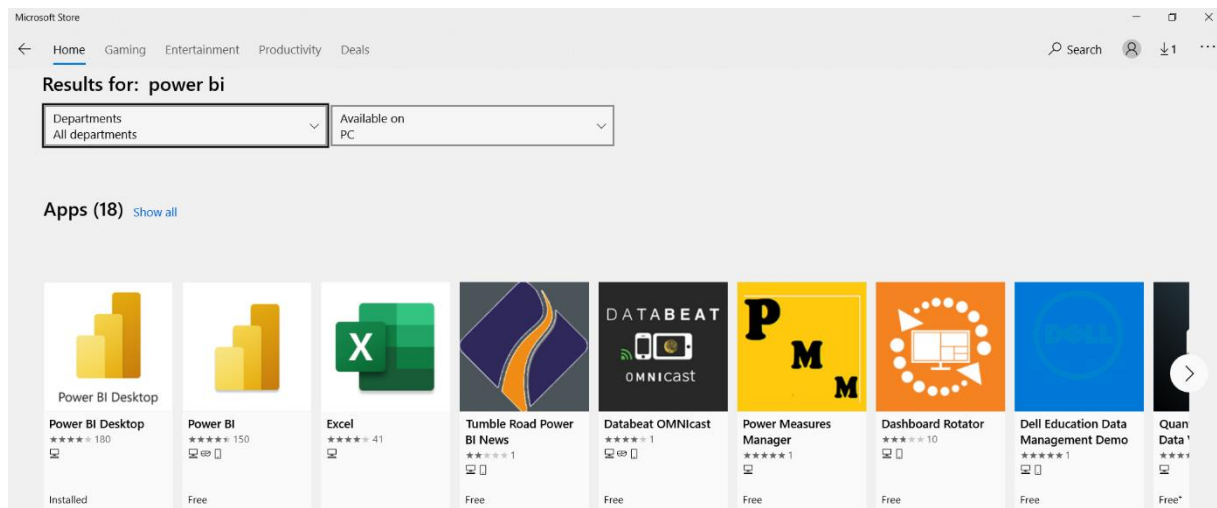 Microsoft Store
Home Gaming Entertainment Productivity Deals Search 1
Results for: power bi
Departments
All departments
Available on
PC
Apps (18) Show all
Power BI Desktop
Power BI Desktop
180
Installed
Power BI
150
Free
X
Excel
41
Tumble Road Power
BI News
1
Free
DATABEAT
OMNICAST
Databeat OMNIcast
1
Free
P
M
M
Power Measures
Manager
1
Free
Dashboard Rotator
10
Free
DELL
Dell Education Data
Management Demo
1
Free
Quan
Data
Free*